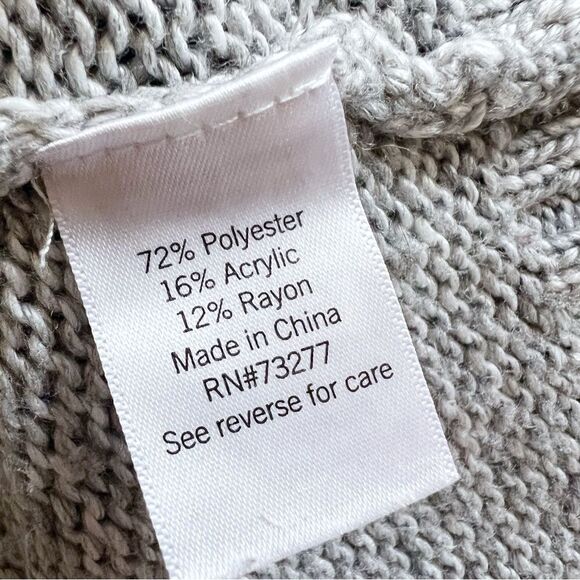 72% Polyester
16% Acrylic
12% Rayon
Made in China
RN#73277
See reverse for care